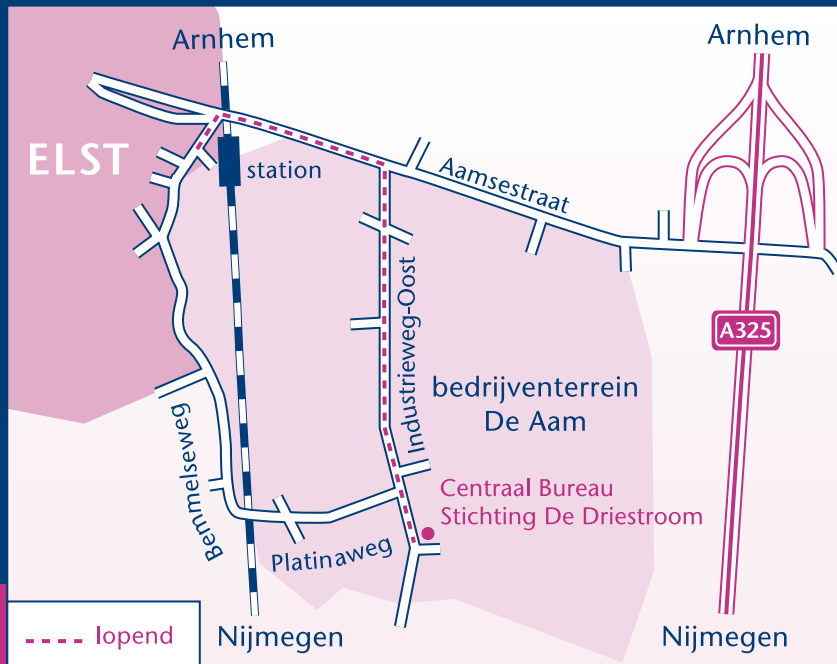 Arnhem
Arnhem
ELST
station
Aamsestraat
A325
Industrieweg-Oost
bedrijventerrein
De Aam
Bemmelseweg
Centraal Bureau
Stichting De Driestroom
Platinaweg
lopend
Nijmegen
Nijmegen